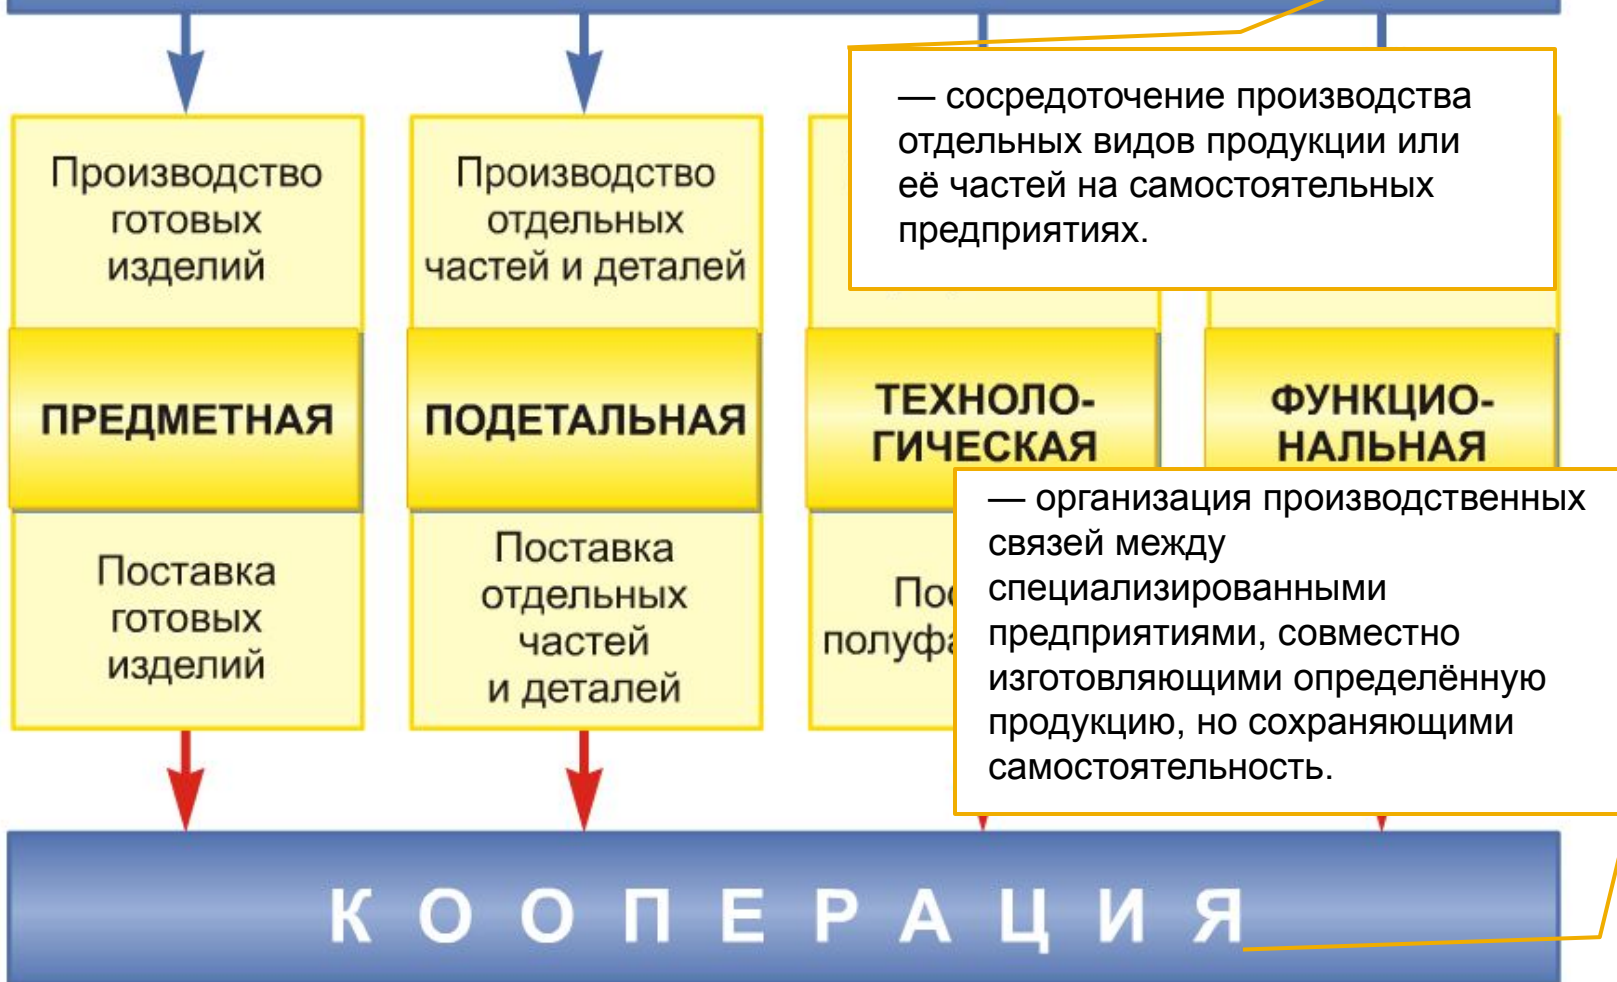 Производство
готовых
изделий
ПРЕДМЕТНАЯ
Поставка
готовых
изделий
Производство
отдельных
частей и деталей
ПОДЕТАЛЬНАЯ
Поставка
отдельных
частей
и деталей
— сосредоточение производства
отдельных видов продукции или
её частей на самостоятельных
предприятиях.
ТЕХНОЛО-
ГИЧЕСКАЯ
ФУНКЦИО-
НАЛЬНАЯ
— организация производственных
связей между
специализированными
предприятиями, совместно
изготовляющими определённую
продукцию, но сохраняющими
самостоятельность.
КООПЕРАЦИЯ